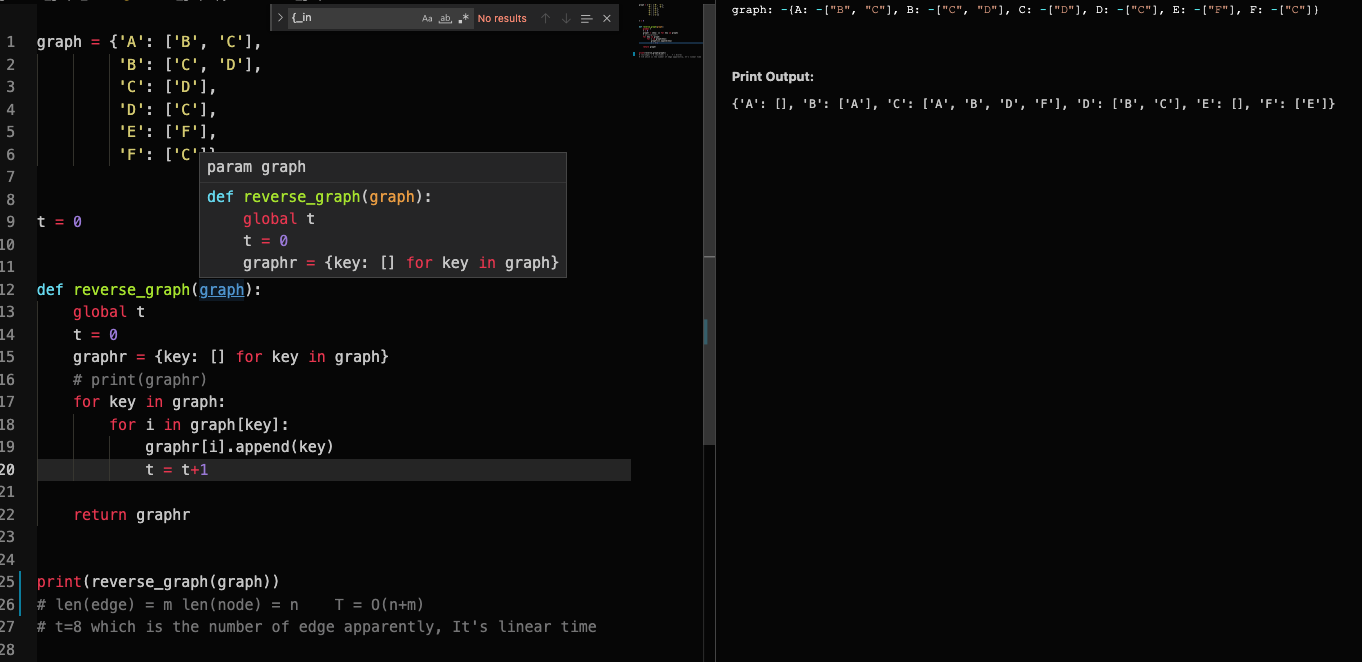 {_in
Aa ab .* No results
graph: -{A: -["B", "C"], B: -["C", "D"], C: -["D"], D: -["C"], E: -["F"], F: -["C"]}
1 graph = {'A': ['B', 'C'],
2 'B': ['C', 'D'],
3 'C': ['D'],
4 'D': ['C'],
5 'E': ['F'],
6 'F': ['C']}
7
8
9 t = 0
10
11
param graph
def reverse_graph(graph):
global t
t = 0
graphr = {key: [] for key in graph}
12 def reverse_graph(graph):
13 global t
14 t = 0
15 graphr = {key: [] for key in graph}
16 # print(graphr)
17 for key in graph:
18 for i in graph[key]:
19 graphr[i].append(key)
20 t = t+1
21
22 return graphr
23
24
25 print(reverse_graph(graph))
26 # len(edge) = m len(node) = n    T = O(n+m)
27 # t=8 which is the number of edge apparently, It's linear time
28
Print Output:
{'A': [], 'B': ['A'], 'C': ['A', 'B', 'D', 'F'], 'D': ['B', 'C'], 'E': [], 'F': ['E']}